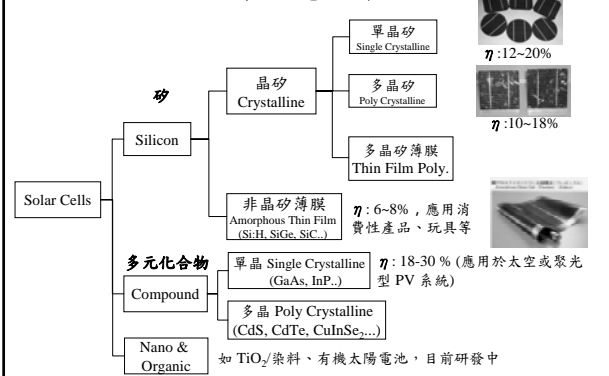 單晶矽
Single Crystalline
η:12~20%
矽
晶矽
Crystalline
多晶矽
Poly Crystalline
η:10~18%
Silicon
多晶矽薄膜
Thin Film Poly.
Solar Cells
非晶矽薄膜
Amorphous Thin Film
(Si:H, SiGe, SiC..)
η: 6~8%，應用消
費性產品、玩具等
多元化合物
單晶 Single Crystalline
(GaAs, InP..)
η: 18-30 % (應用於太空或聚光
型 PV 系統)
Compound
多晶 Poly Crystalline
(CdS, CdTe, CuInSe₂...)
Nano &
Organic
如 TiO₂/染料、有機太陽電池，目前研發中